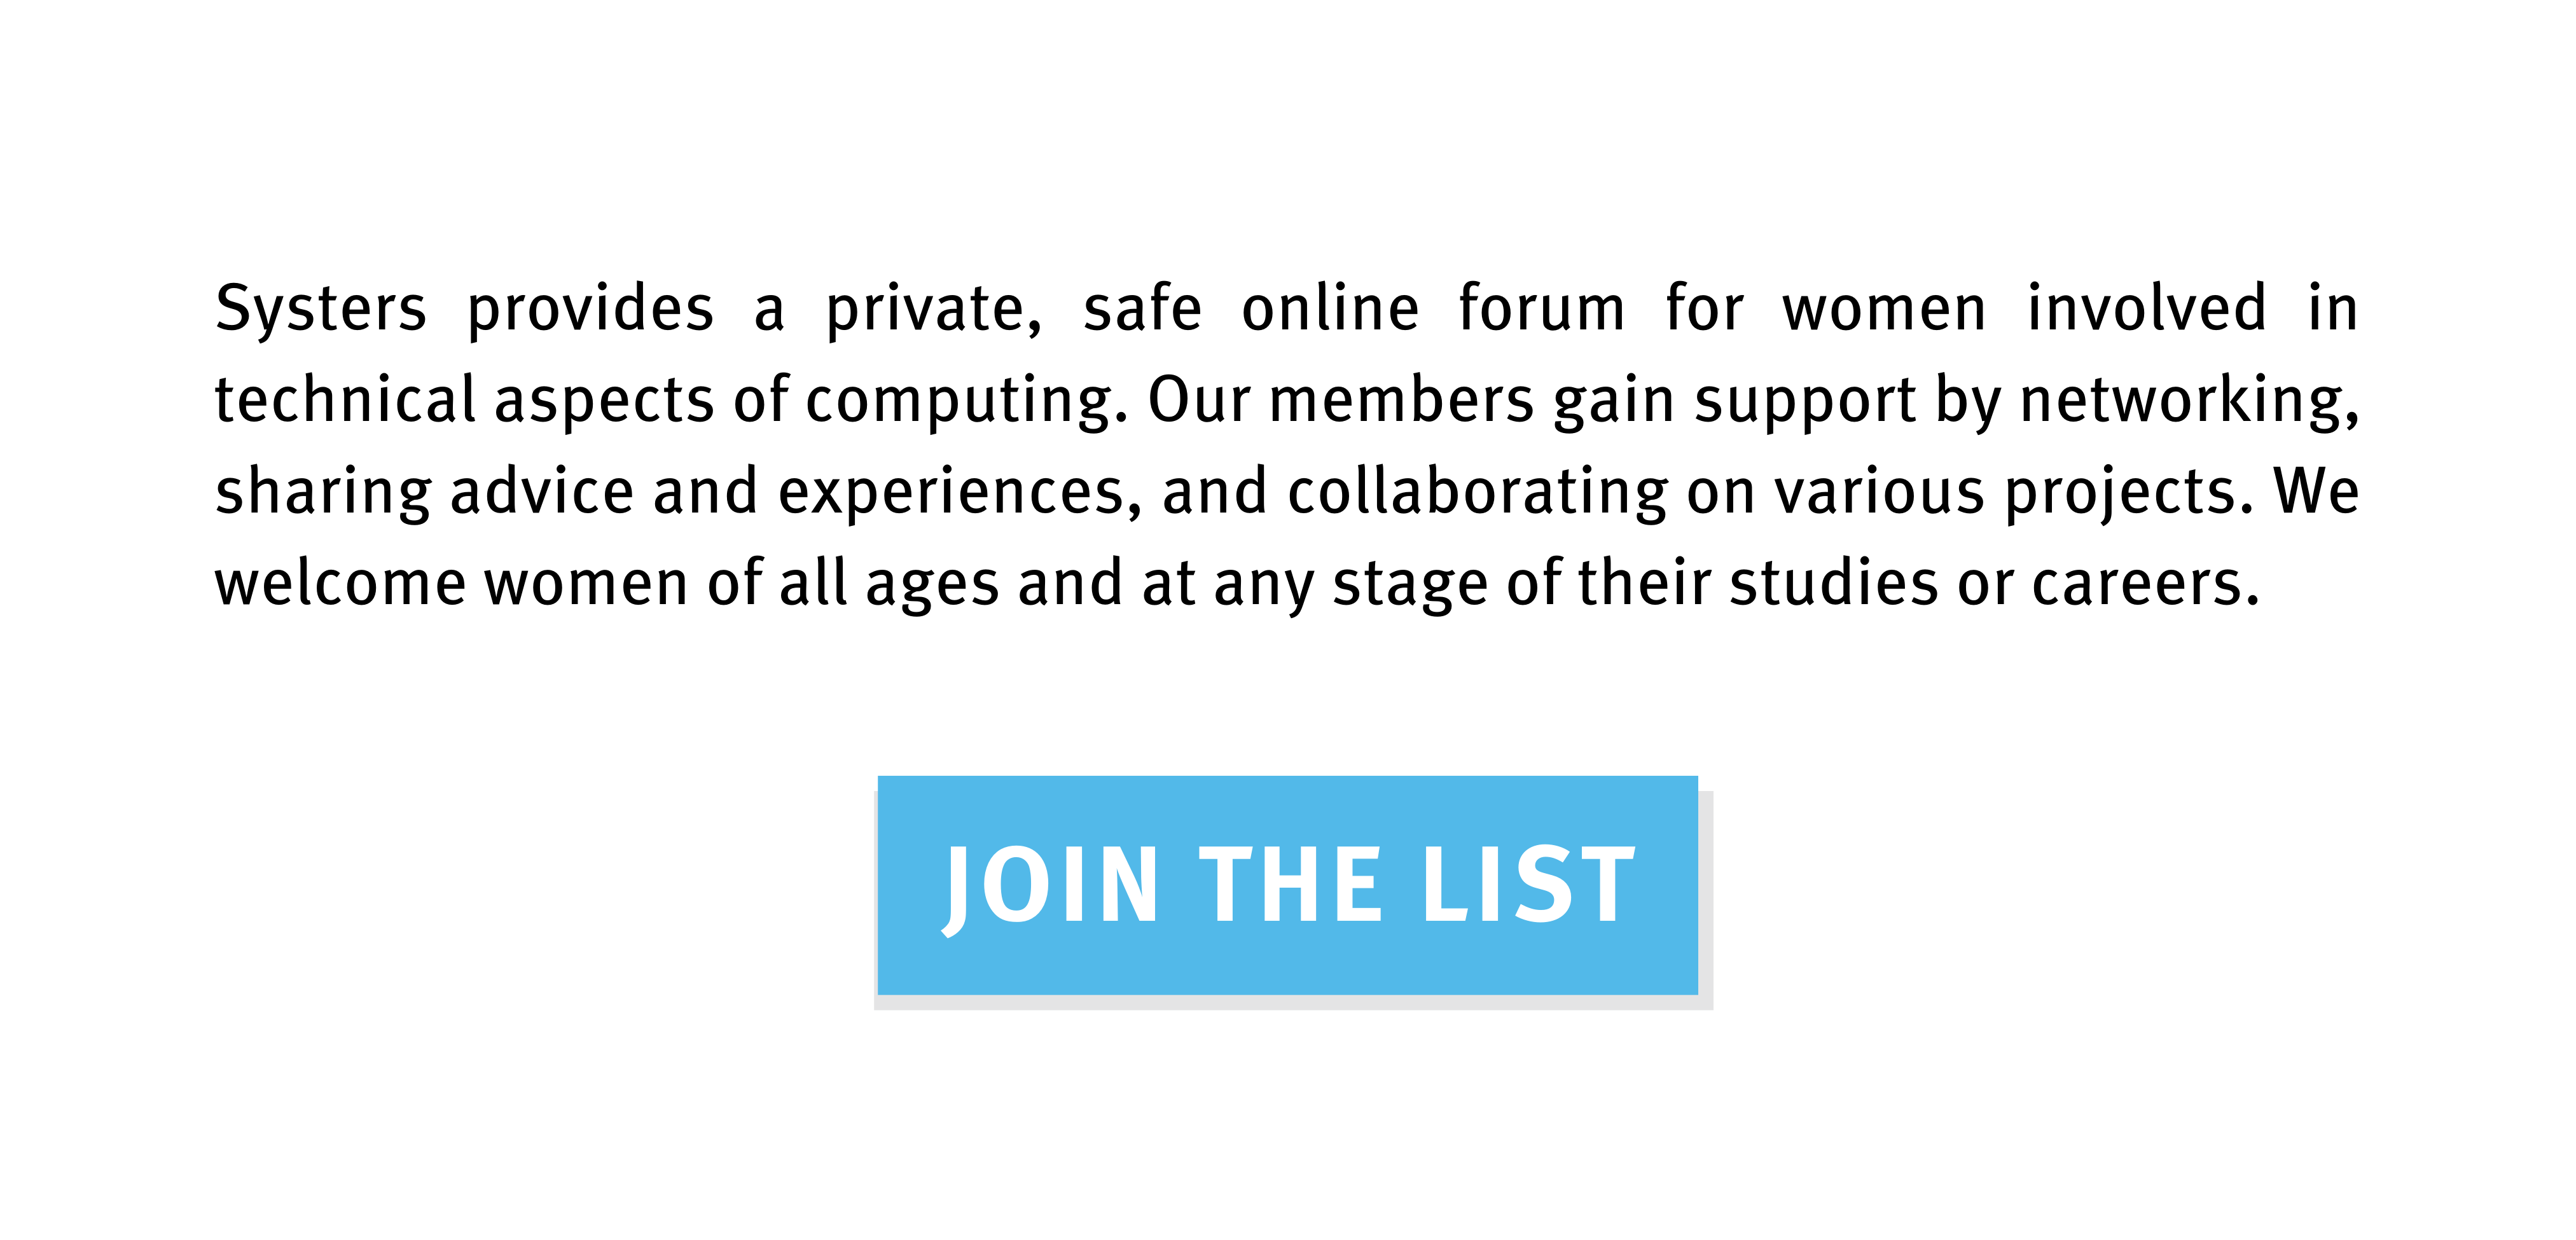 Systers provides a private, safe online forum for women involved in
technical aspects of computing. Our members gain support by networking,
sharing advice and experiences, and collaborating on various projects. We
welcome women of all ages and at any stage of their studies or careers.
JOIN THE LIST